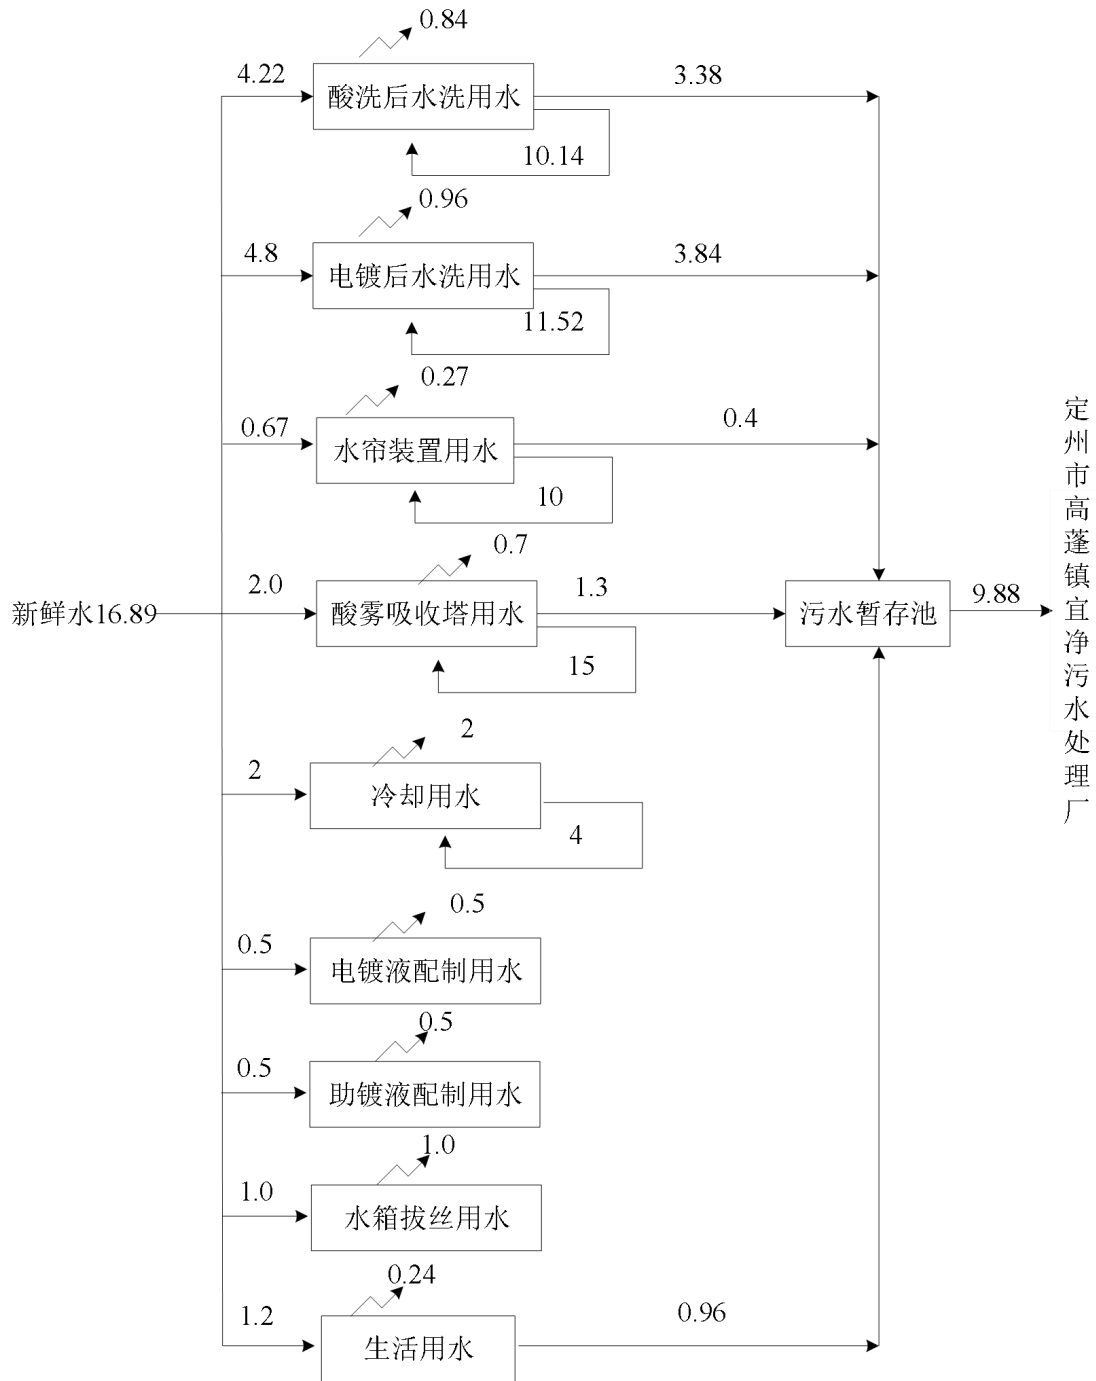 0.84
4.22
酸洗后水洗用水
3.38
10.14
0.96
4.8
电镀后水洗用水
3.84
11.52
0.27
0.67
水帘装置用水
0.4
10
0.7
新鲜水16.89
2.0
酸雾吸收塔用水
1.3
15
污水暂存池
9.88
定州市高蓬镇宜净污水处理厂
2
2
冷却用水
4
0.5
0.5
电镀液配制用水
0.5
0.5
助镀液配制用水
1.0
1.0
水箱拔丝用水
0.24
1.2
生活用水
0.96